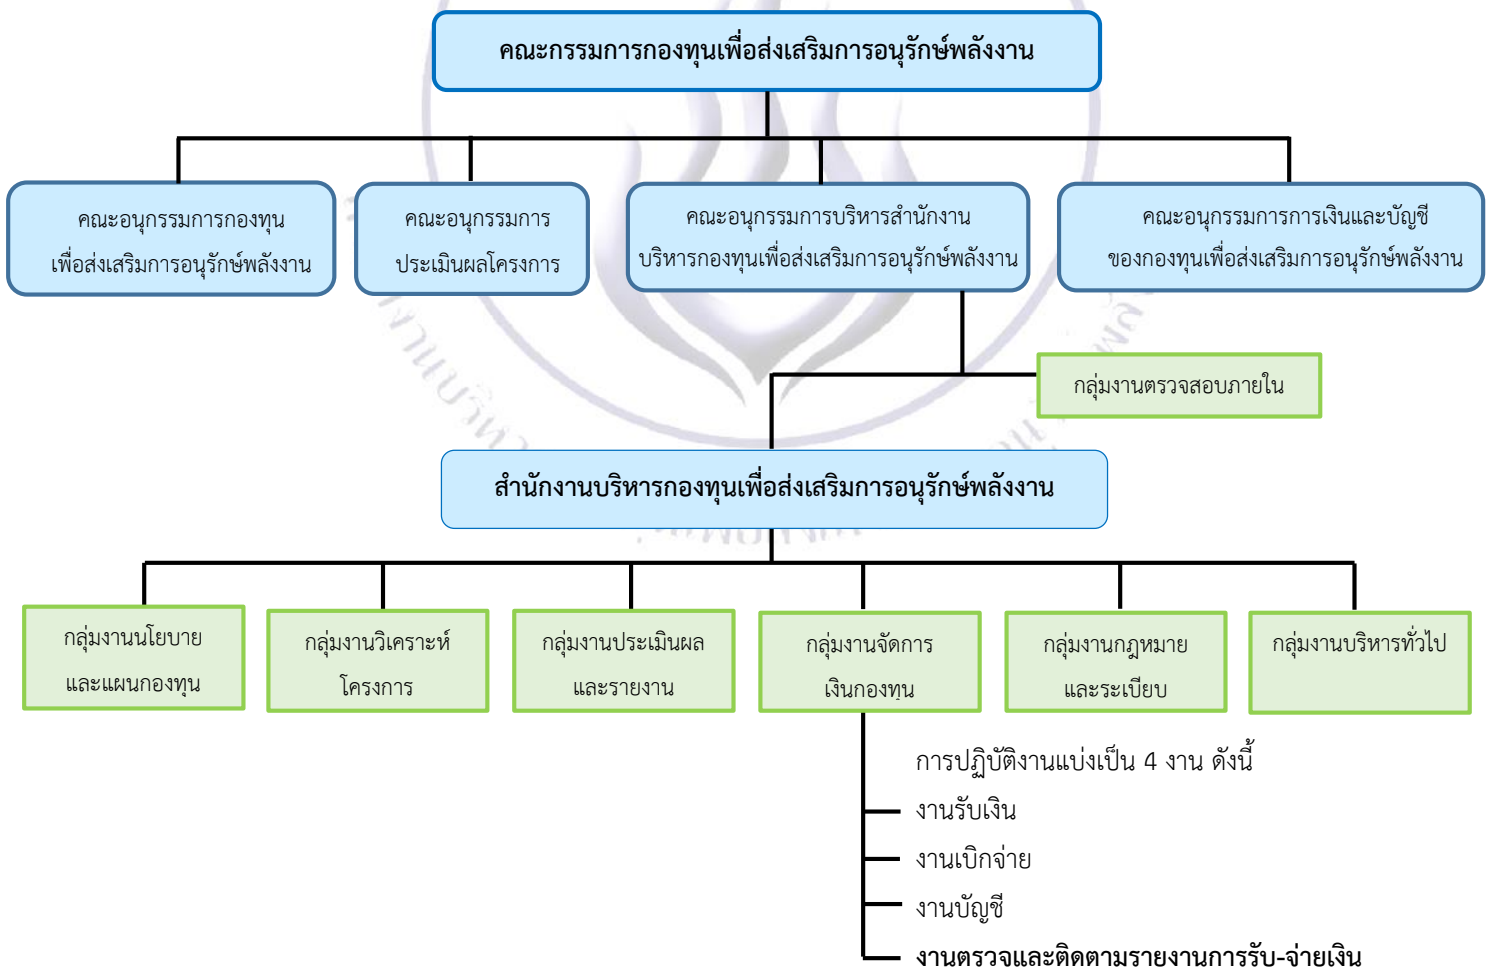 คณะกรรมการกองทุนเพื่อส่งเสริมการอนุรักษ์พลังงาน
คณะอนุกรรมการกองทุน
เพื่อส่งเสริมการอนุรักษ์พลังงาน
คณะอนุกรรมการ
ประเมินผลโครงการ
คณะอนุกรรมการบริหารสำนักงาน
บริหารกองทุนเพื่อส่งเสริมการอนุรักษ์พลังงาน
คณะอนุกรรมการการเงินและบัญชี
ของกองทุนเพื่อส่งเสริมการอนุรักษ์พลังงาน
กลุ่มงานตรวจสอบภายใน
สำนักงานบริหารกองทุนเพื่อส่งเสริมการอนุรักษ์พลังงาน
กลุ่มงานนโยบาย
และแผนกองทุน
กลุ่มงานวิเคราะห์
โครงการ
กลุ่มงานประเมินผล
และรายงาน
กลุ่มงานจัดการ
เงินกองทุน
กลุ่มงานกฎหมาย
และระเบียบ
กลุ่มงานบริหารทั่วไป
การปฏิบัติงานแบ่งเป็น 4 งาน ดังนี้
งานรับเงิน
งานเบิกจ่าย
งานบัญชี
งานตรวจและติดตามรายงานการรับ-จ่ายเงิน